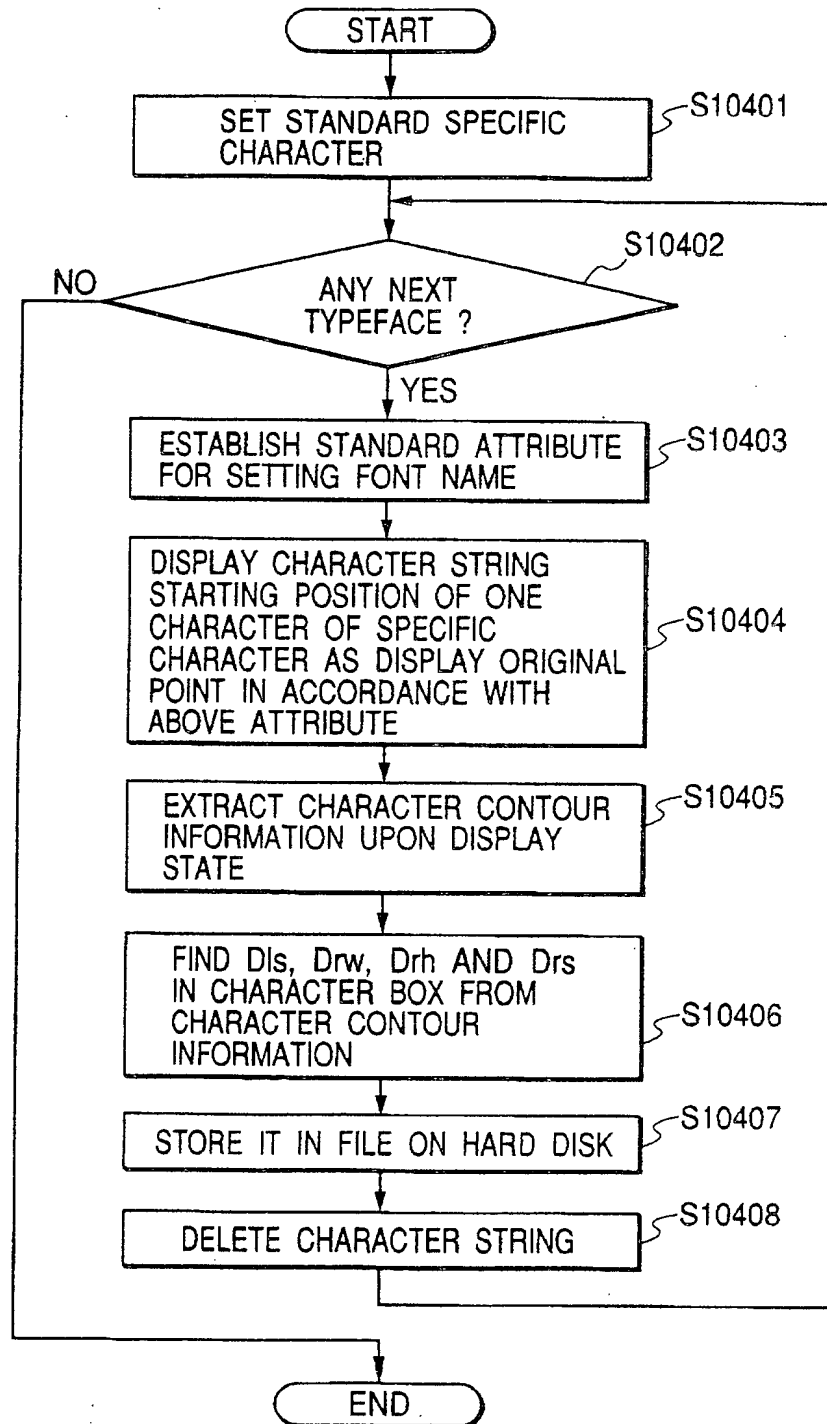 START
SET STANDARD SPECIFIC
CHARACTER
S10401
S10402
NO
ANY NEXT
TYPEFACE ?
YES
ESTABLISH STANDARD ATTRIBUTE
FOR SETTING FONT NAME
S10403
DISPLAY CHARACTER STRING
STARTING POSITION OF ONE
CHARACTER OF SPECIFIC
CHARACTER AS DISPLAY ORIGINAL
POINT IN ACCORDANCE WITH
ABOVE ATTRIBUTE
S10404
EXTRACT CHARACTER CONTOUR
INFORMATION UPON DISPLAY
STATE
S10405
FIND Dls, Drw, Drh AND Drs
IN CHARACTER BOX FROM
CHARACTER CONTOUR
INFORMATION
S10406
STORE IT IN FILE ON HARD DISK
S10407
DELETE CHARACTER STRING
S10408
END